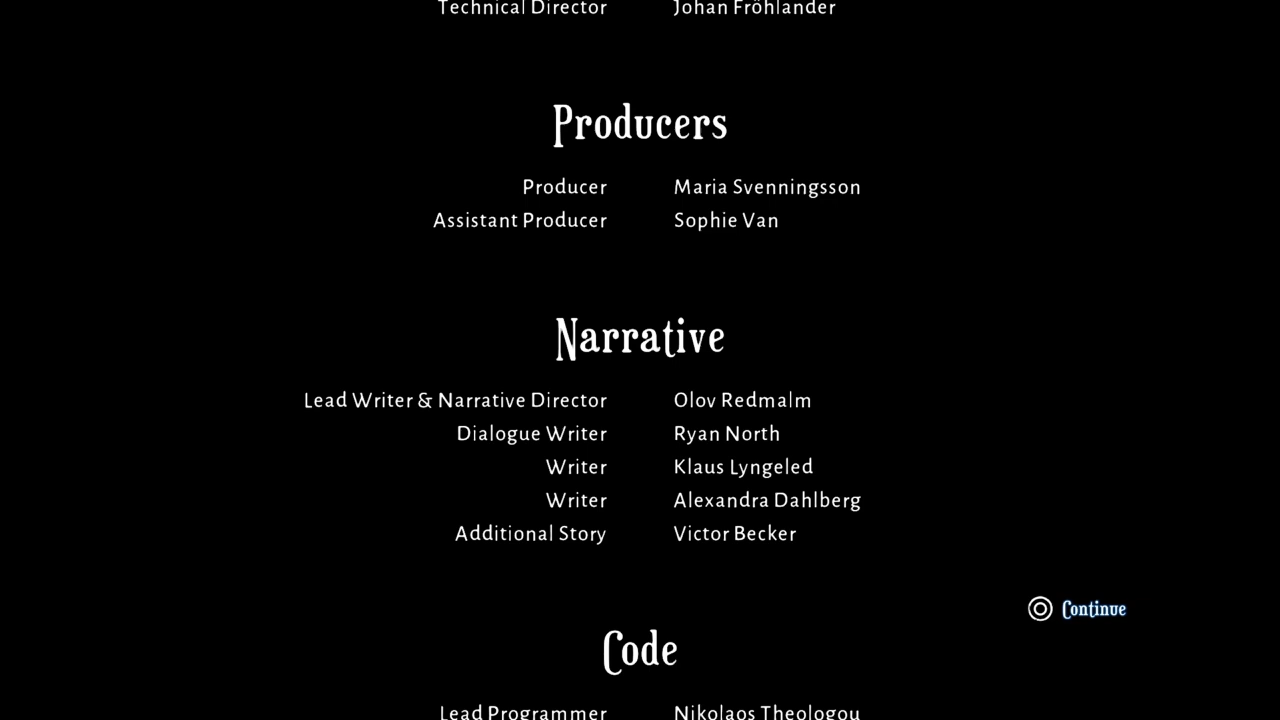 Technical Director Johan Fröhlander
Producers
Producer Maria Svenningsson
Assistant Producer Sophie Van
Narrative
Lead Writer & Narrative Director Olov Redmalm
Dialogue Writer Ryan North
Writer Klaus Lyngeled
Writer Alexandra Dahlberg
Additional Story Victor Becker
Continue
Code
Lead Programmer Nikolaos Theologou